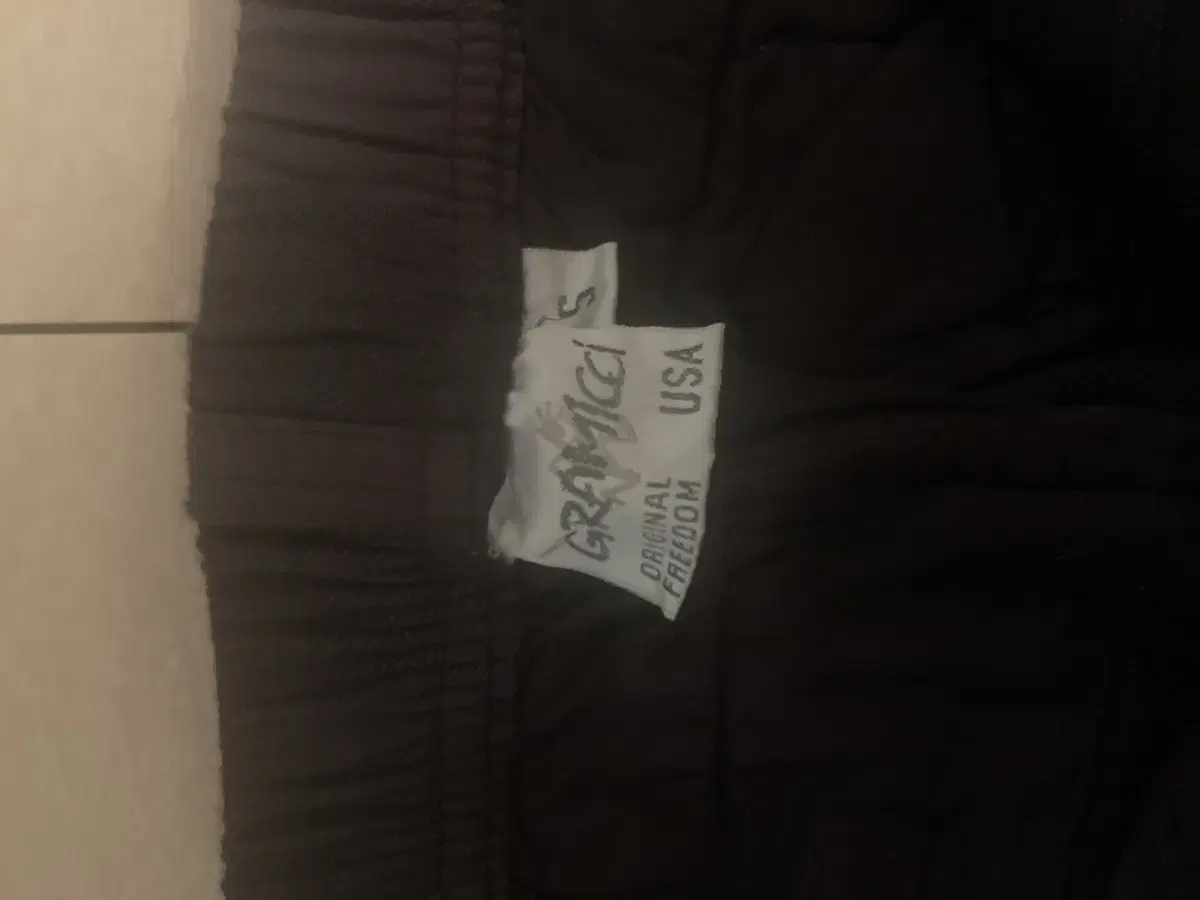 GRAMICCI
ORIGINAL USA
FREEDOM
S